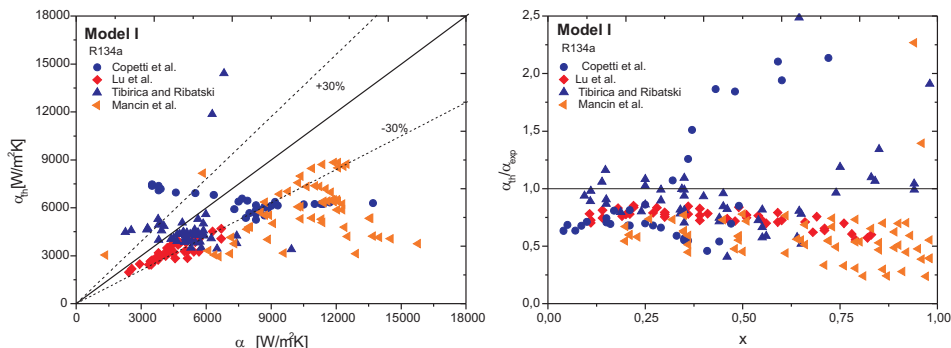 Model I
R134a
Copetti et al.
Lu et al.
Tibirica and Ribatski
Mancin et al.
+30%
-30%
18000
15000
12000
9000
6000
3000
0
0 3000 6000 9000 12000 15000 18000
α_th[W/m²K]
α [W/m²K]
Model I
R134a
Copetti et al.
Lu et al.
Tibirica and Ribatski
Mancin et al.
2,5
2,0
1,5
1,0
0,5
0,0
0,00 0,25 0,50 0,75 1,00
α_th/α_exp
x